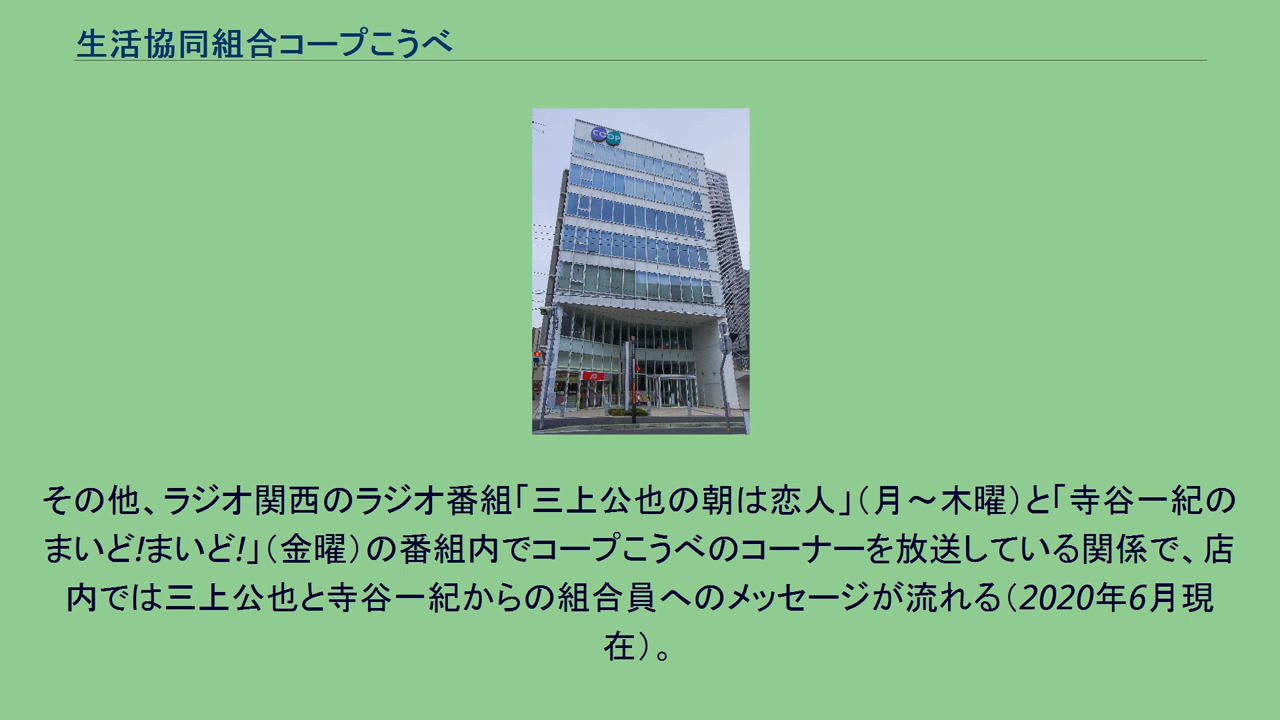 生活協同組合コープこうべ
COOP
その他、ラジオ関西のラジオ番組「三上公也の朝は恋人」（月～木曜）と「寺谷一紀の
まいど!まいど!」（金曜）の番組内でコープこうべのコーナーを放送している関係で、店
内では三上公也と寺谷一紀からの組合員へのメッセージが流れる（2020年6月現
在）。